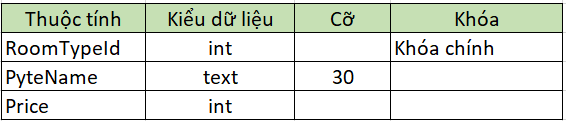 Thuộc tính Kiểu dữ liệu Cỡ Khóa
RoomTypeId int Khóa chính
PyteName text 30
Price int